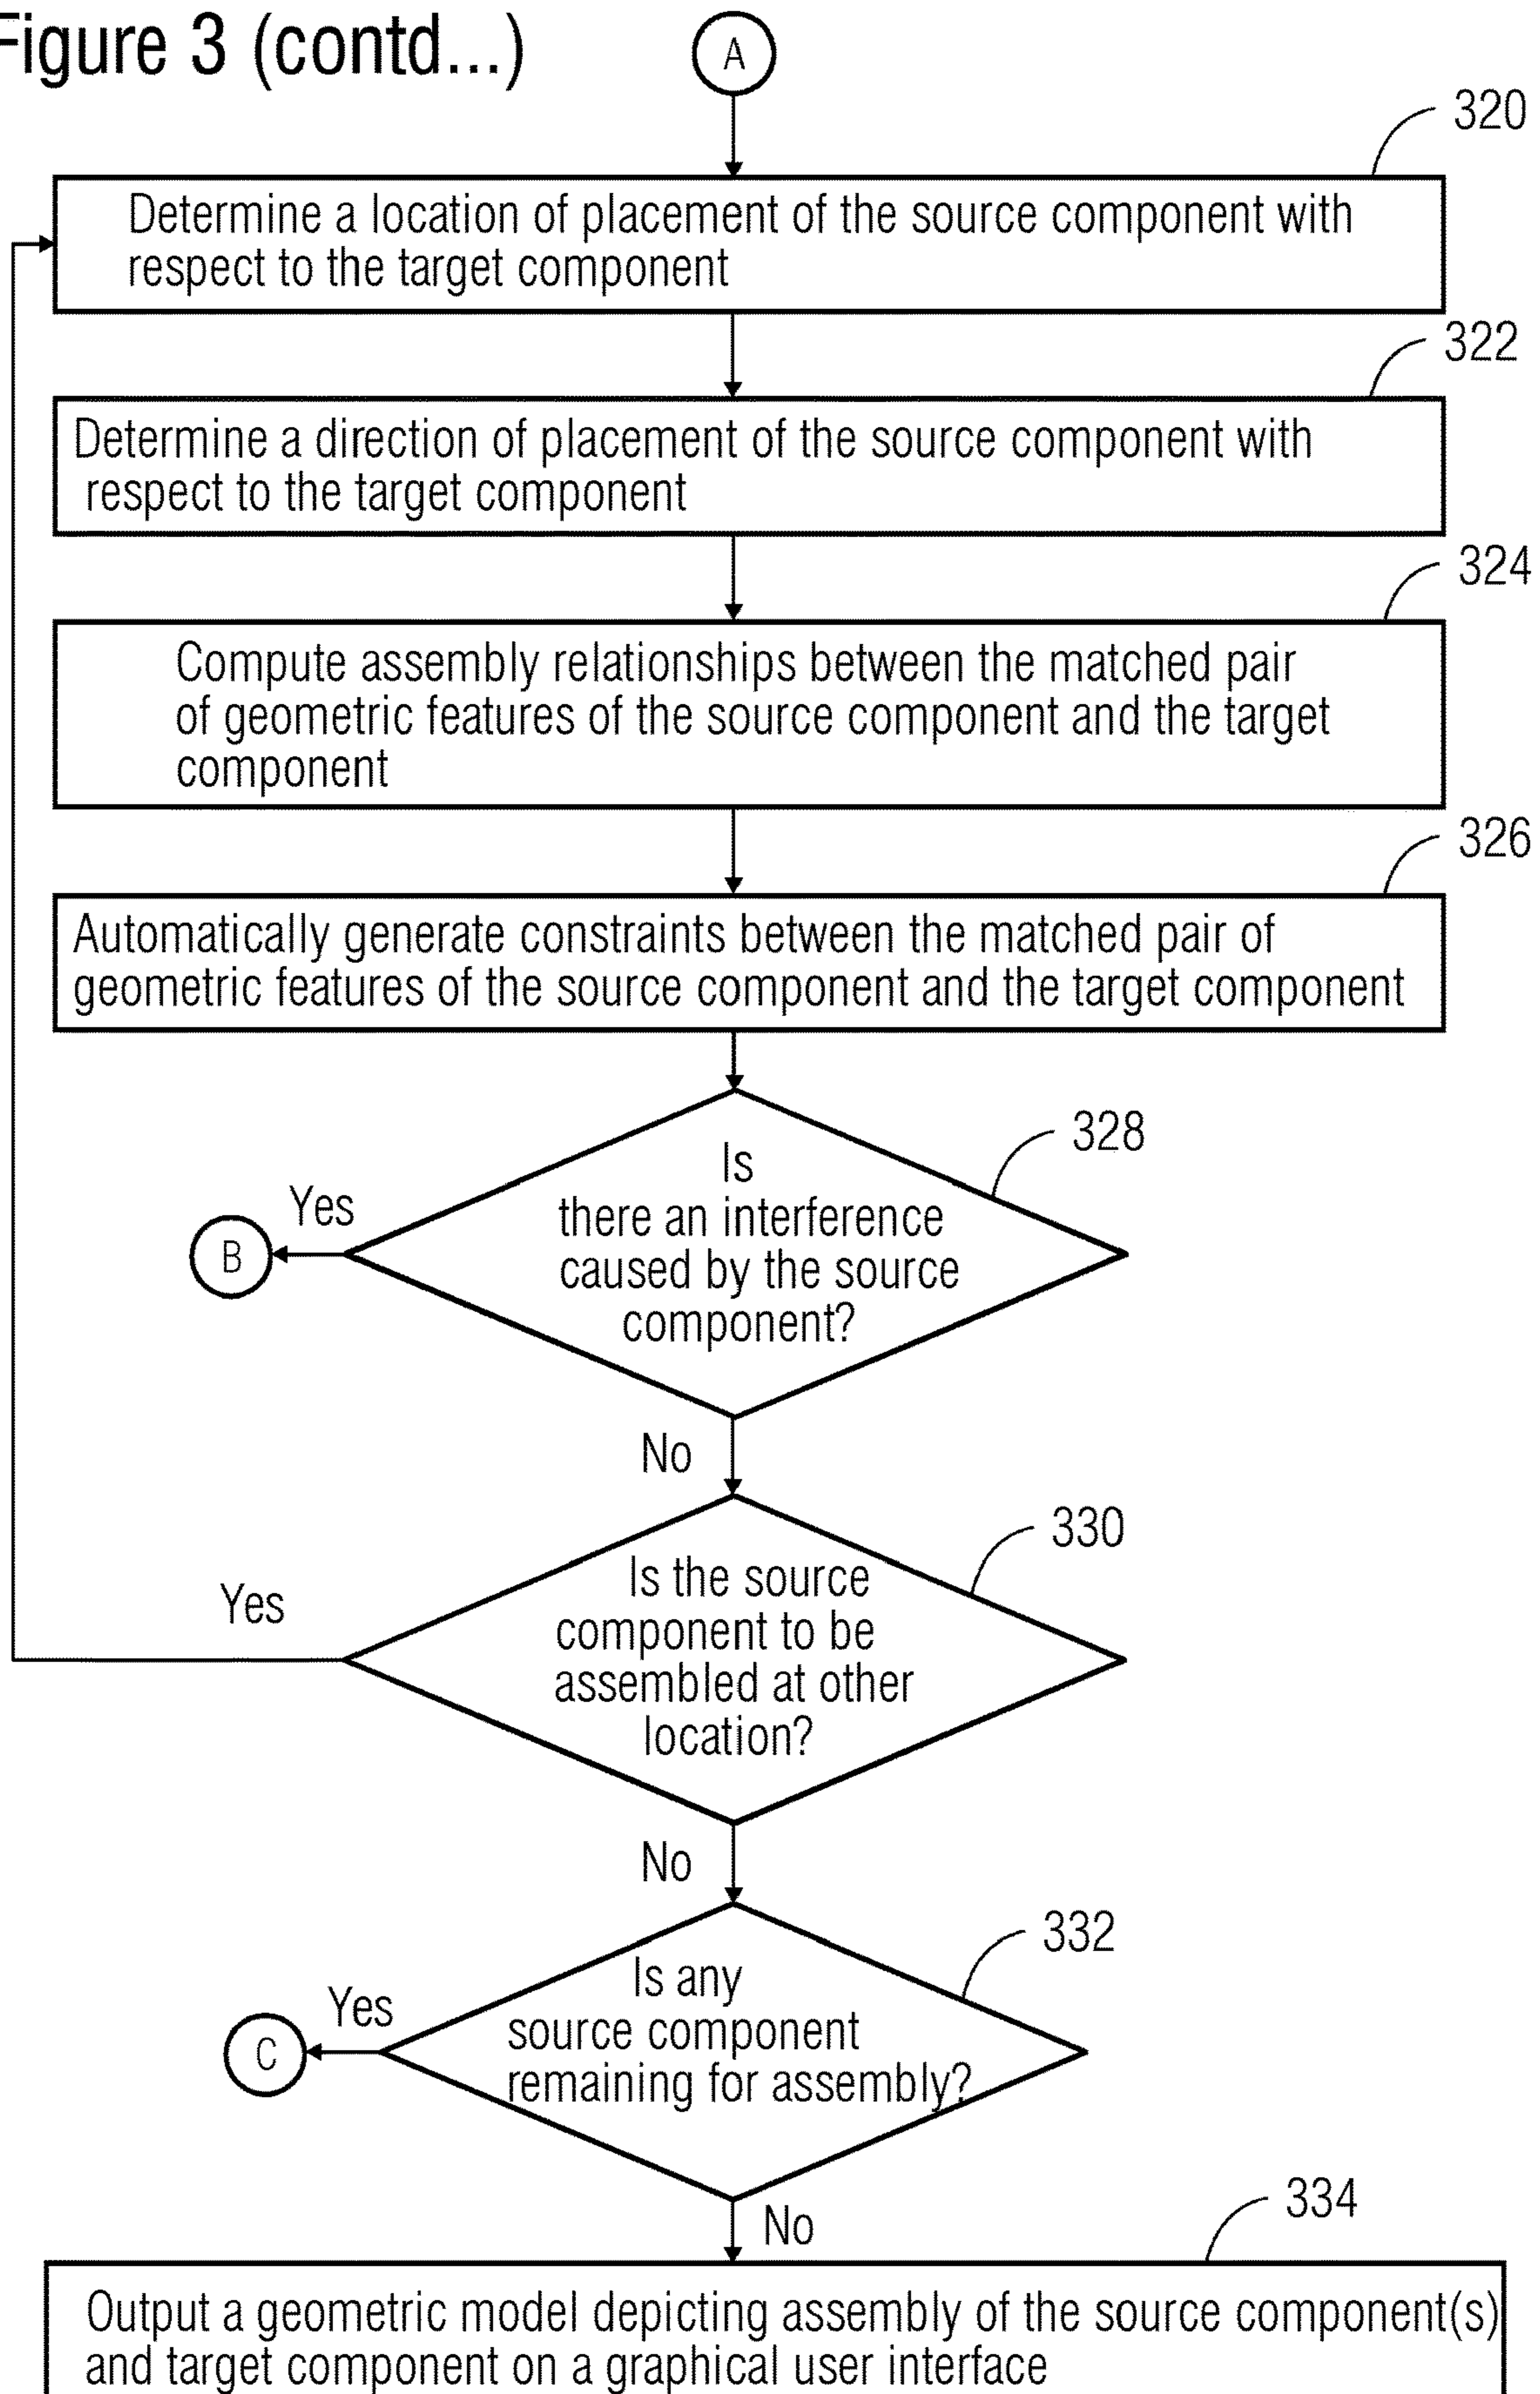 Figure 3 (contd...)
A
320
Determine a location of placement of the source component with
respect to the target component
322
Determine a direction of placement of the source component with
respect to the target component
324
Compute assembly relationships between the matched pair
of geometric features of the source component and the target
component
326
Automatically generate constraints between the matched pair of
geometric features of the source component and the target component
328
Is
there an interference
caused by the source
component?
Yes
B
No
330
Is the source
component to be
assembled at other
location?
Yes
No
332
Is any
source component
remaining for assembly?
Yes
C
No
334
Output a geometric model depicting assembly of the source component(s)
and target component on a graphical user interface